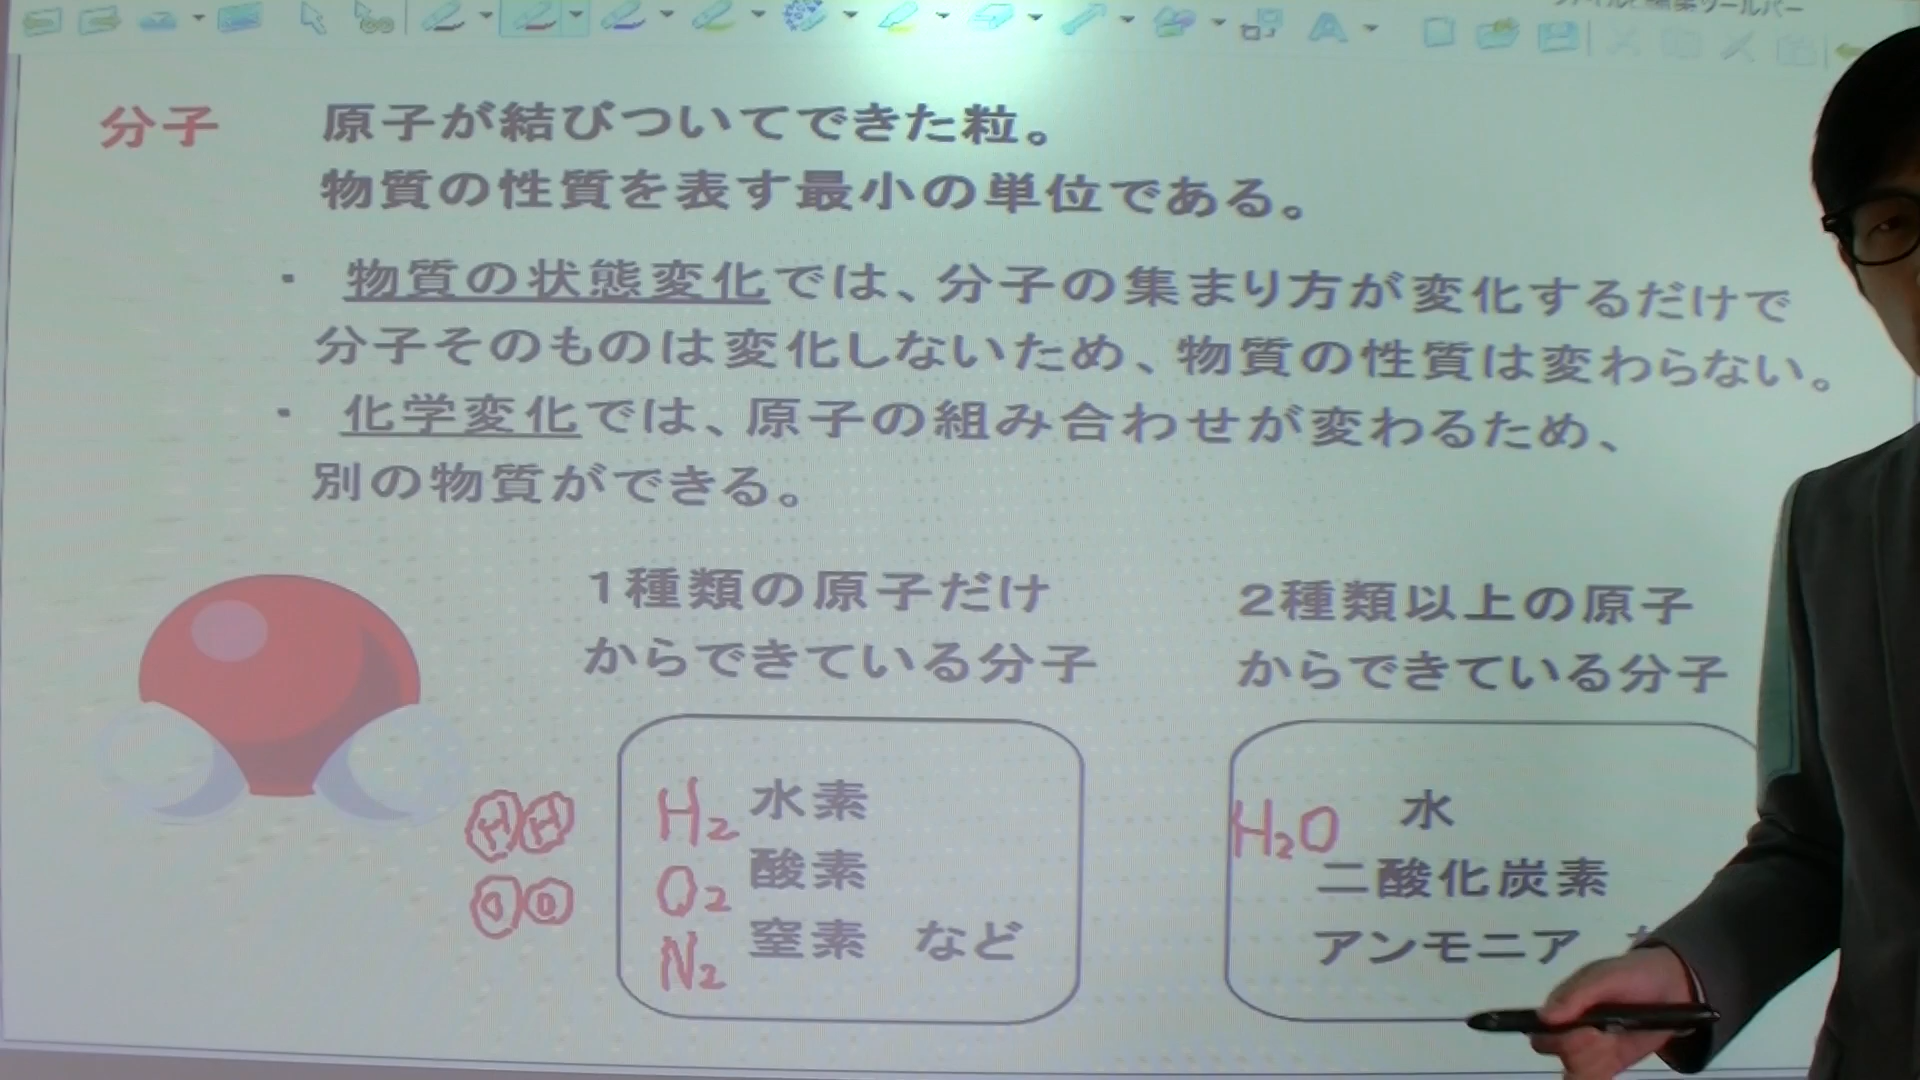 分子 原子が結びついてできた粒。
物質の性質を表す最小の単位である。
・ 物質の状態変化では、分子の集まり方が変化するだけで
分子そのものは変化しないため、物質の性質は変わらない。
・ 化学変化では、原子の組み合わせが変わるため、
別の物質ができる。
1種類の原子だけ
からできている分子
HH
OO
H2 水素
O2 酸素
N2 窒素 など
2種類以上の原子
からできている分子
H2O 水
二酸化炭素
アンモニア